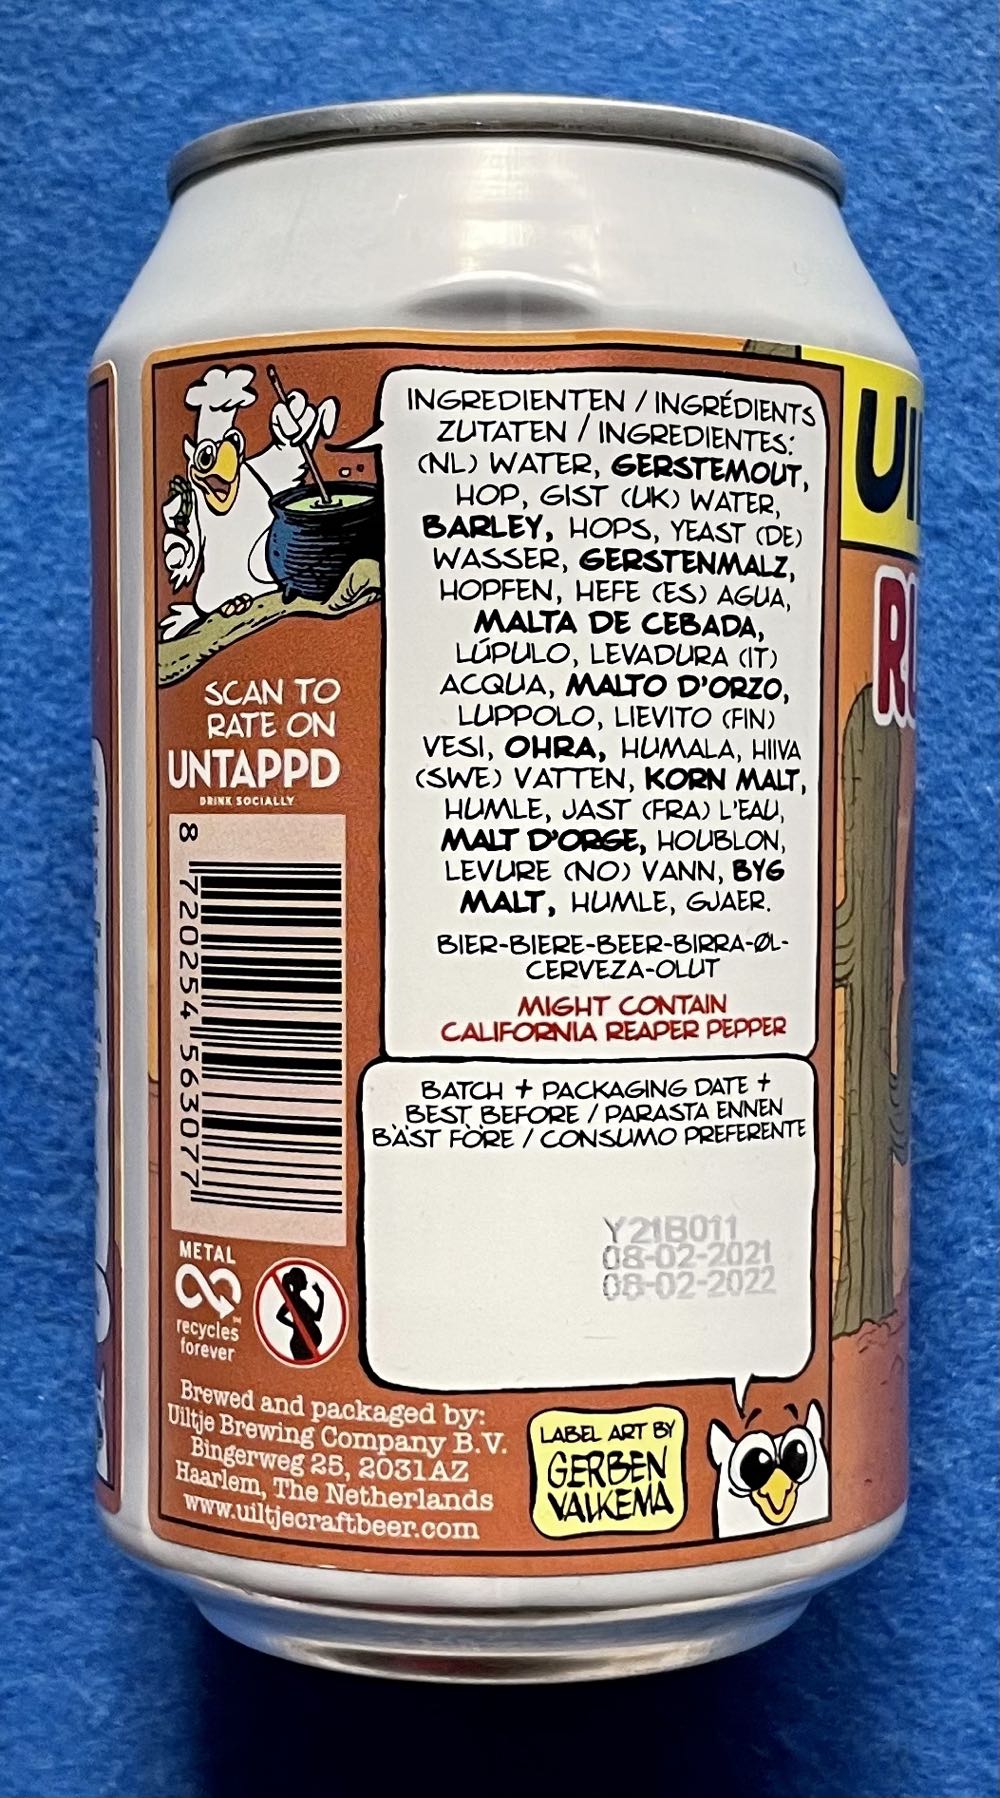 INGREDIENTEN / INGRÉDIENTS
ZUTATEN / INGREDIENTES:
(NL) WATER, GERSTEMOUT,
HOP, GIST (UK) WATER,
BARLEY, HOPS, YEAST (DE)
WASSER, GERSTENMALZ,
HOPFEN, HEFE (ES) AGUA,
MALTA DE CEBADA,
LÚPULO, LEVADURA (IT)
ACQUA, MALTO D'ORZO,
LUPPOLO, LIEVITO (FIN)
VESI, OHRA, HUMALA, HIIVA
(SWE) VATTEN, KORN MALT,
HUMLE, JAST (FRA) L'EAU,
MALT D'ORGE, HOUBLON,
LEVURE (NO) VANN, BYG
MALT, HUMLE, GJAER.
BIER-BIERE-BEER-BIRRA-ØL-
CERVEZA-OLUT
MIGHT CONTAIN
CALIFORNIA REAPER PEPPER
SCAN TO
RATE ON
UNTAPPD
DRINK SOCIALLY
8 720254 563077
BATCH + PACKAGING DATE +
BEST BEFORE / PARASTA ENNEN
BÄST FÖRE / CONSUMO PREFERENTE
Y21B011
08-02-2021
08-02-2022
METAL
recycles
forever
Brewed and packaged by:
Uiltje Brewing Company B.V.
Bingerweg 25, 2031AZ
Haarlem, The Netherlands
www.uiltjecraftbeer.com
LABEL ART BY
GERBEN
VALKEMA